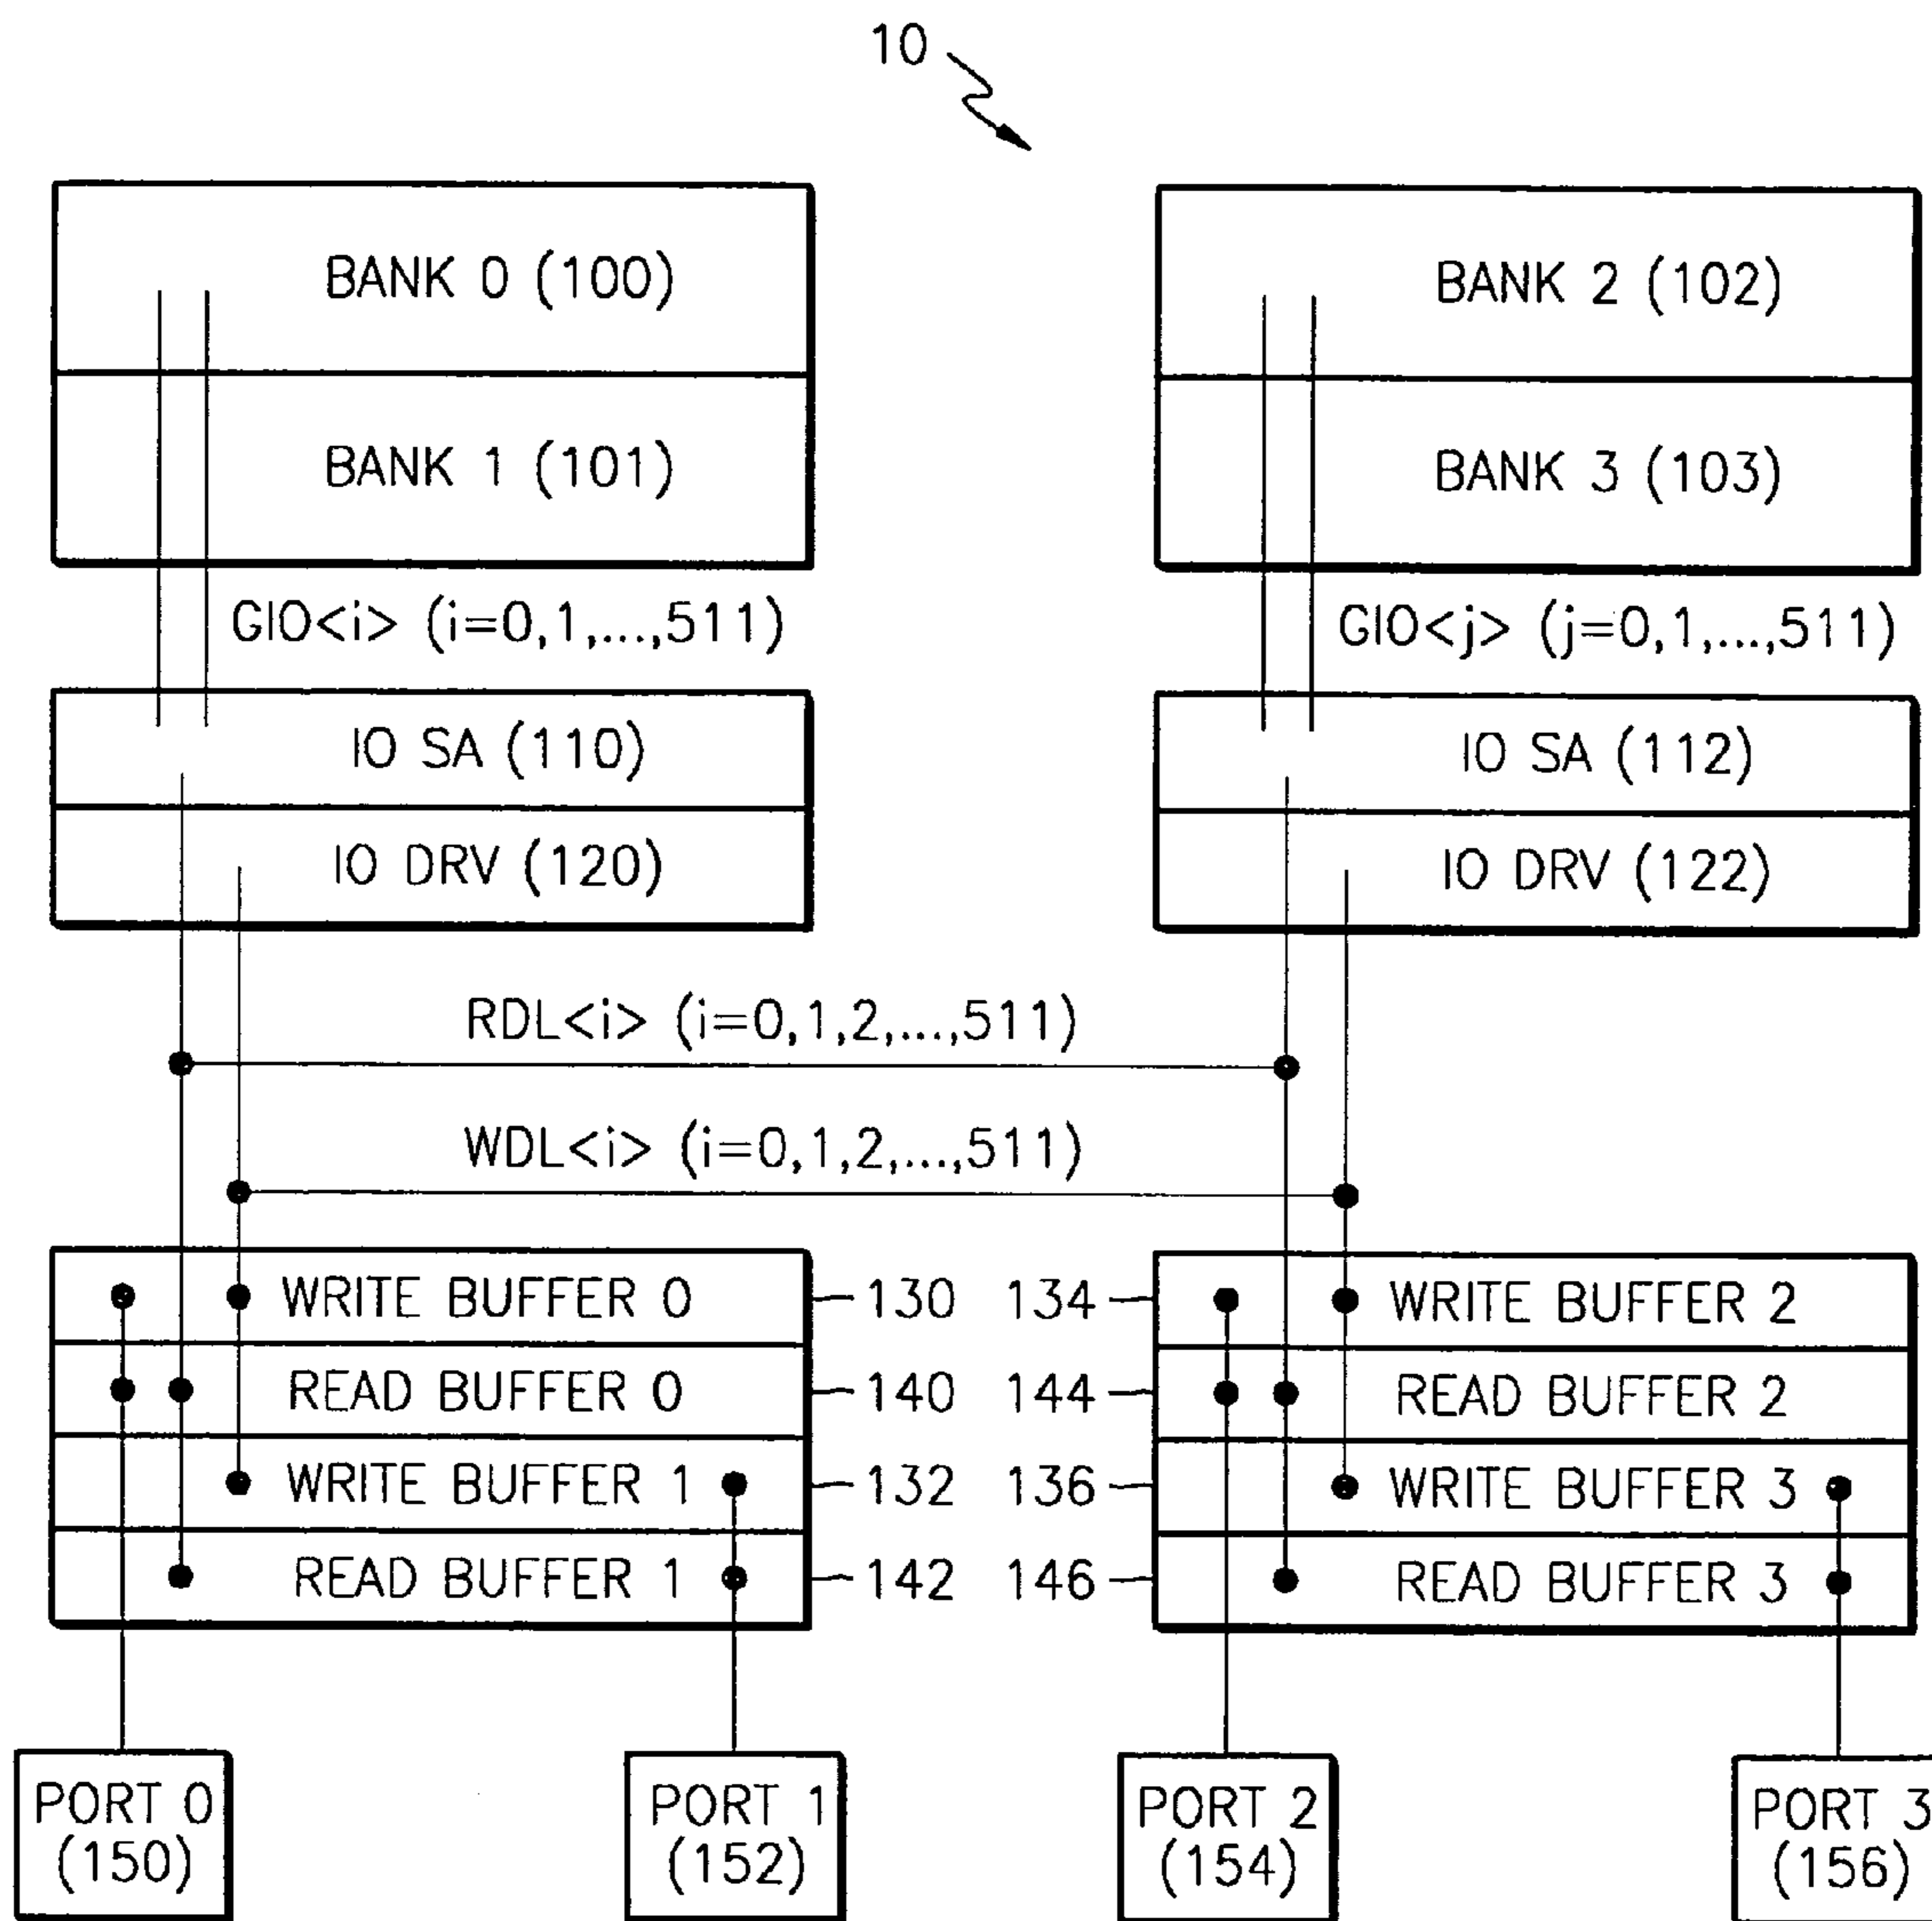 10
BANK 0 (100)
BANK 2 (102)
BANK 1 (101)
BANK 3 (103)
GIO<i> (i=0,1,...,511)
GIO<j> (j=0,1,...,511)
IO SA (110)
IO SA (112)
IO DRV (120)
IO DRV (122)
RDL<i> (i=0,1,2,...,511)
WDL<i> (i=0,1,2,...,511)
WRITE BUFFER 0 130 134 WRITE BUFFER 2
READ BUFFER 0 140 144 READ BUFFER 2
WRITE BUFFER 1 132 136 WRITE BUFFER 3
READ BUFFER 1 142 146 READ BUFFER 3
PORT 0
(150)
PORT 1
(152)
PORT 2
(154)
PORT 3
(156)